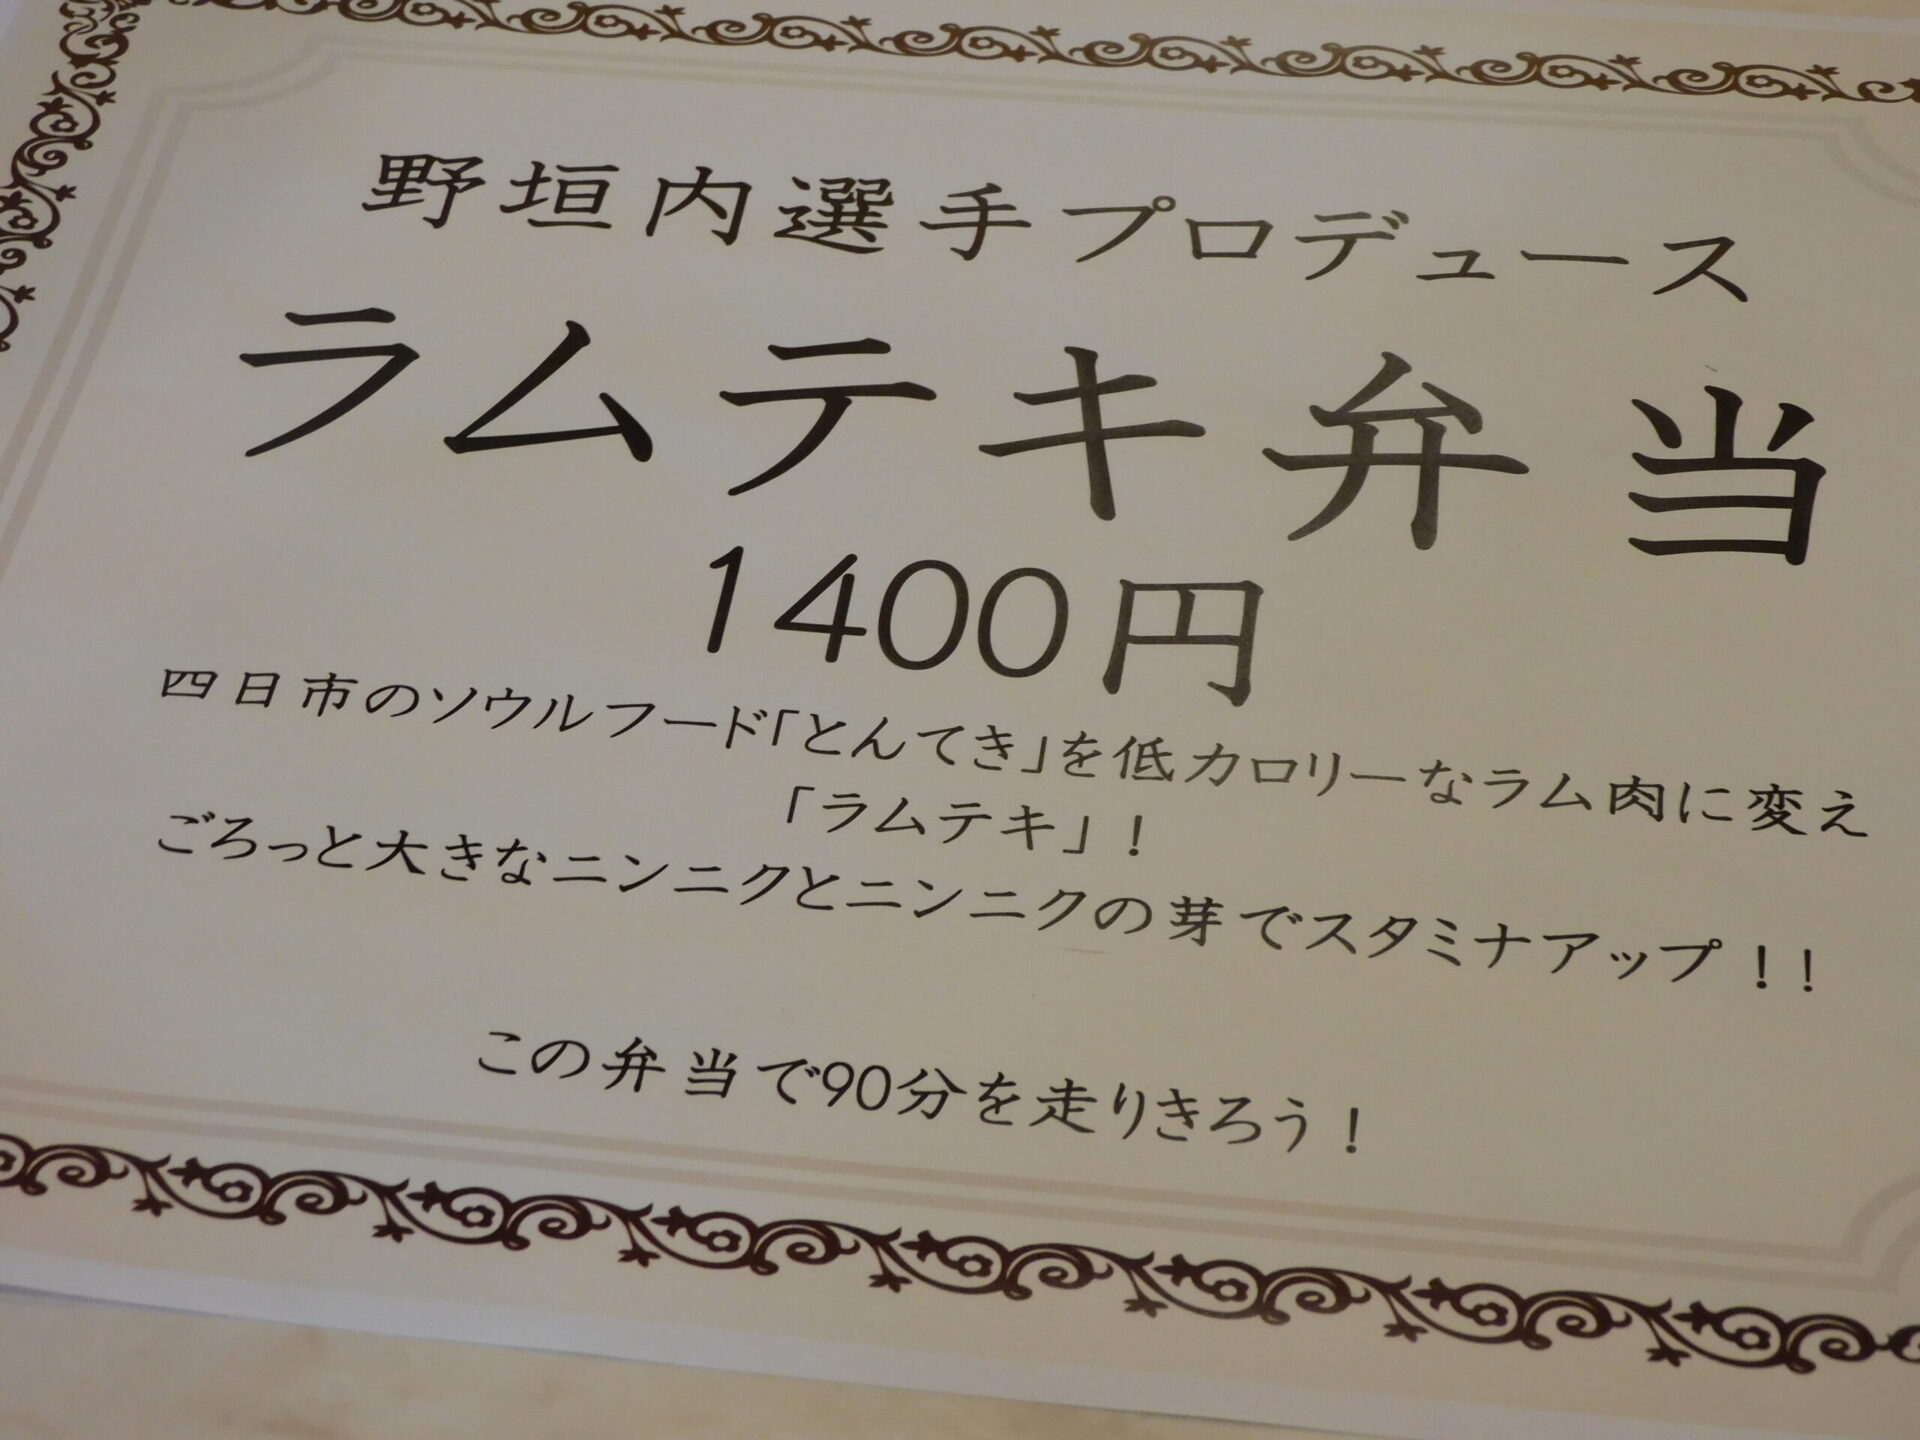 野垣内選手プロデュース
ラムテキ弁当
1400円
四日市のソウルフード「とんてき」を低カロリーなラム肉に変え
「ラムテキ」！
ごろっと大きなニンニクとニンニクの芽でスタミナアップ！！
この弁当で90分を走りきろう！